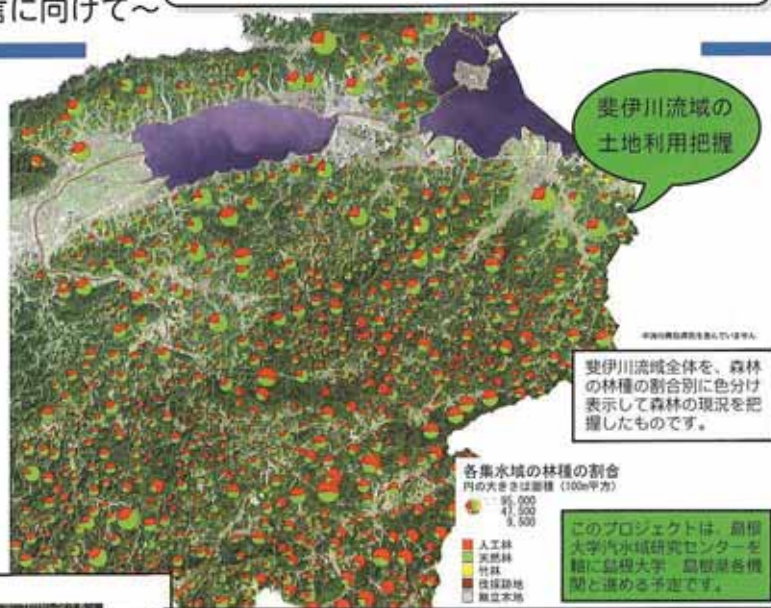 言に向けて～
斐伊川流域の
土地利用把握
斐伊川流域全体を、森林
の林種の割合別に色分け
表示して森林の現況を把
握したものです。
各集水域の林種の割合
円の大きさは面積（100m平方）
95,000
47,500
9,500
人工林
天然林
竹林
伐採跡地
無立木地
このプロジェクトは、島根
大学汽水域研究センターを
軸に島根大学 島根県各機
関と進める予定です。